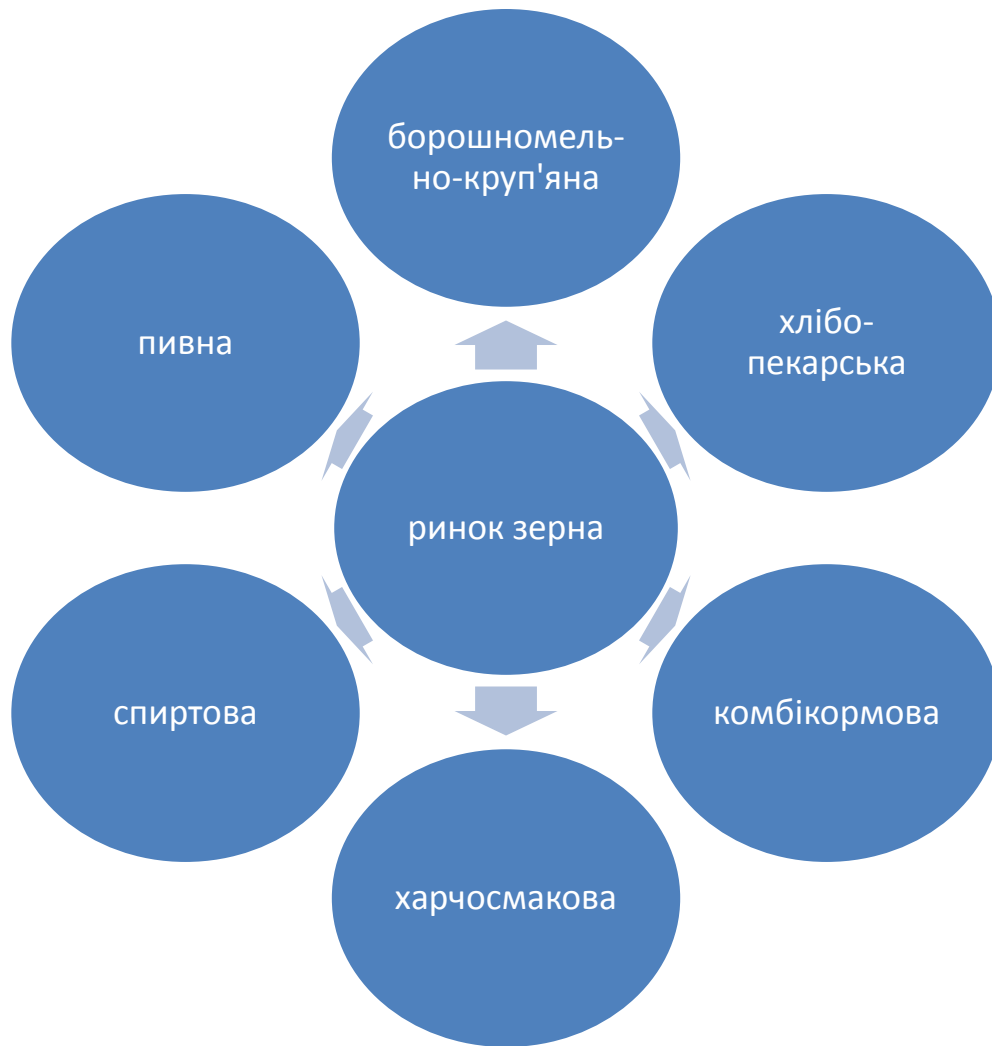 борошномель-
но-круп'яна
пивна
хлібо-
пекарська
ринок зерна
спиртова
комбікормова
харчосмакова